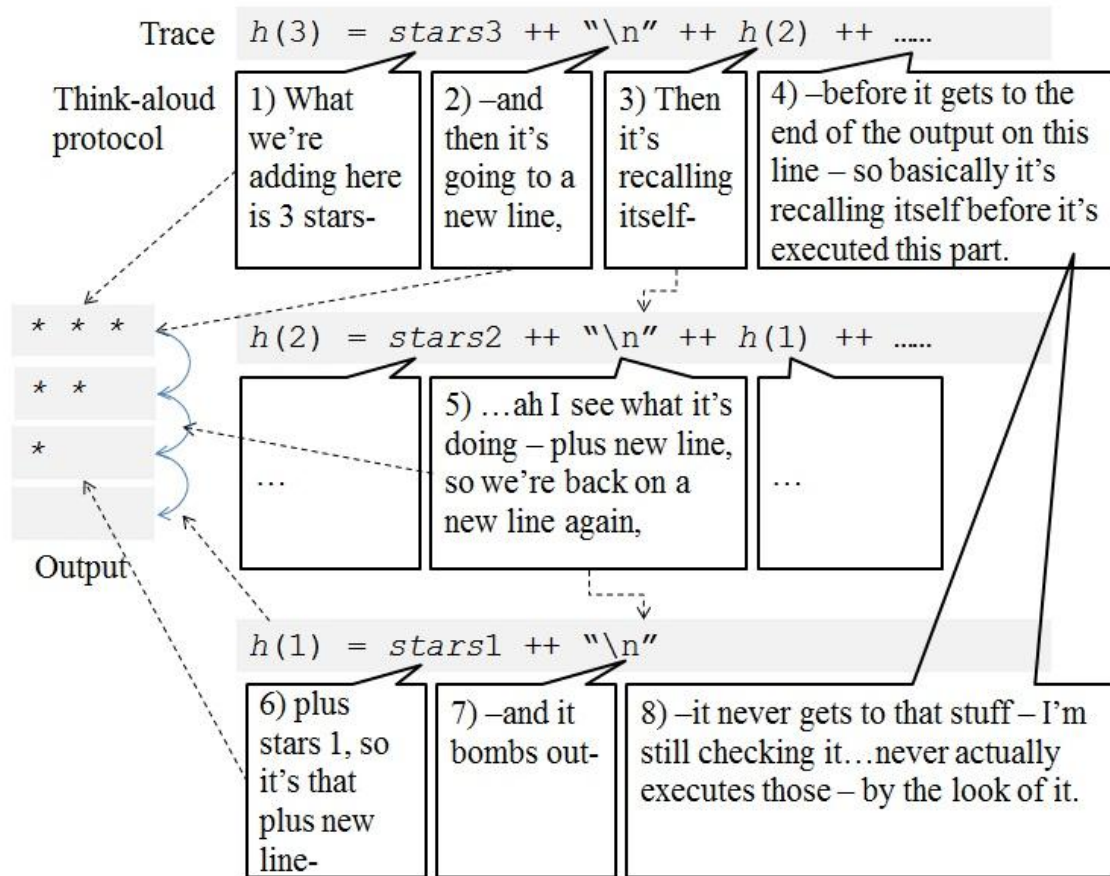 Trace
h(3) = stars3 ++ “\n” ++ h(2) ++ ……
Think-aloud
protocol
1) What
we’re
adding here
is 3 stars-
2) –and
then it’s
going to a
new line,
3) Then
it’s
recalling
itself-
4) –before it gets to the
end of the output on this
line – so basically it’s
recalling itself before it’s
executed this part.
* * *
* *
*
Output
h(2) = stars2 ++ “\n” ++ h(1) ++ ……
…
5) …ah I see what it’s
doing – plus new line,
so we’re back on a
new line again,
…
h(1) = stars1 ++ “\n”
6) plus
stars 1, so
it’s that
plus new
line-
7) –and it
bombs out-
8) –it never gets to that stuff – I’m
still checking it…never actually
executes those – by the look of it.